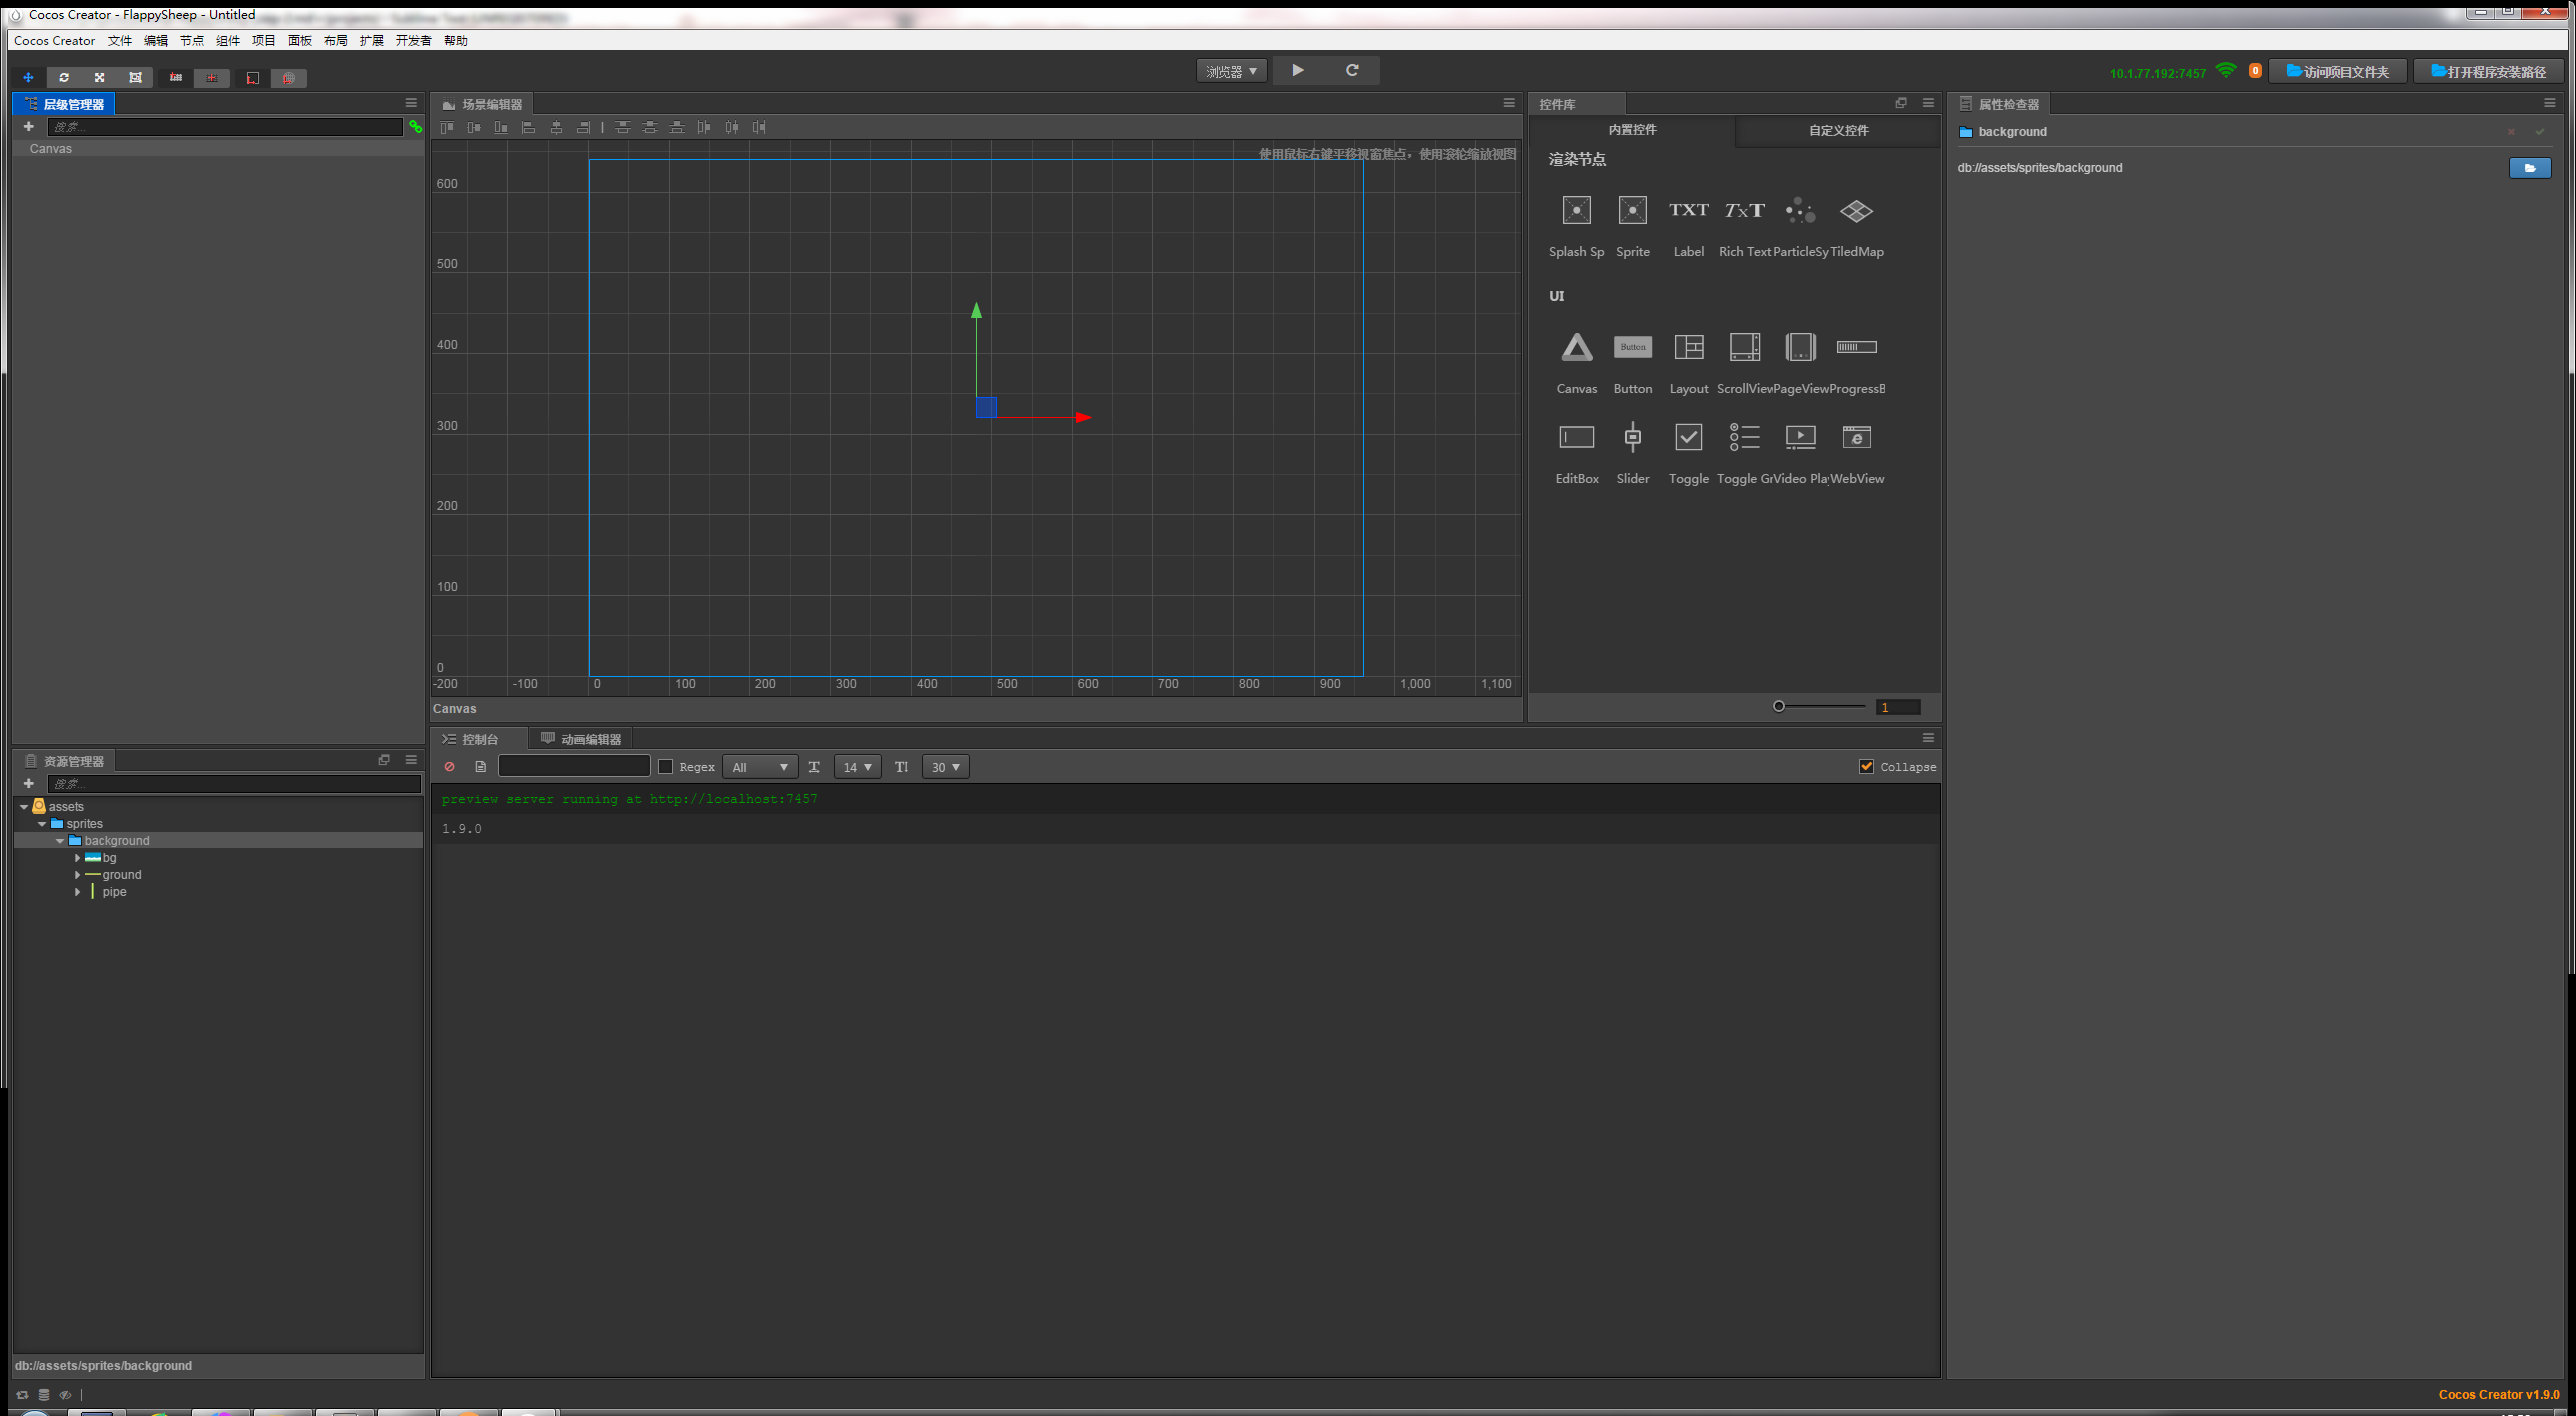 Cocos Creator - FlappySheep - Untitled
Cocos Creator 文件 编辑 节点 组件 项目 面板 布局 扩展 开发者 帮助
浏览器
10.1.77.192:7457 0 访问项目文件夹 打开程序安装路径
层级管理器
搜索...
Canvas
场景编辑器
使用鼠标右键平移视窗焦点，使用滚轮缩放视图
600
500
400
300
200
100
0
-200 -100 0 100 200 300 400 500 600 700 800 900 1,000 1,100
Canvas
控件库
内置控件 自定义控件
渲染节点
TXT TxT
Splash Sp Sprite Label Rich Text ParticleSy TiledMap
UI
Button
Canvas Button Layout ScrollView PageView ProgressB
EditBox Slider Toggle Toggle Gr Video Pla WebView
1
属性检查器
background
db://assets/sprites/background
资源管理器
搜索...
assets
sprites
background
bg
ground
pipe
db://assets/sprites/background
控制台 动画编辑器
Regex All 14 30 Collapse
preview server running at http://localhost:7457
1.9.0
Cocos Creator v1.9.0